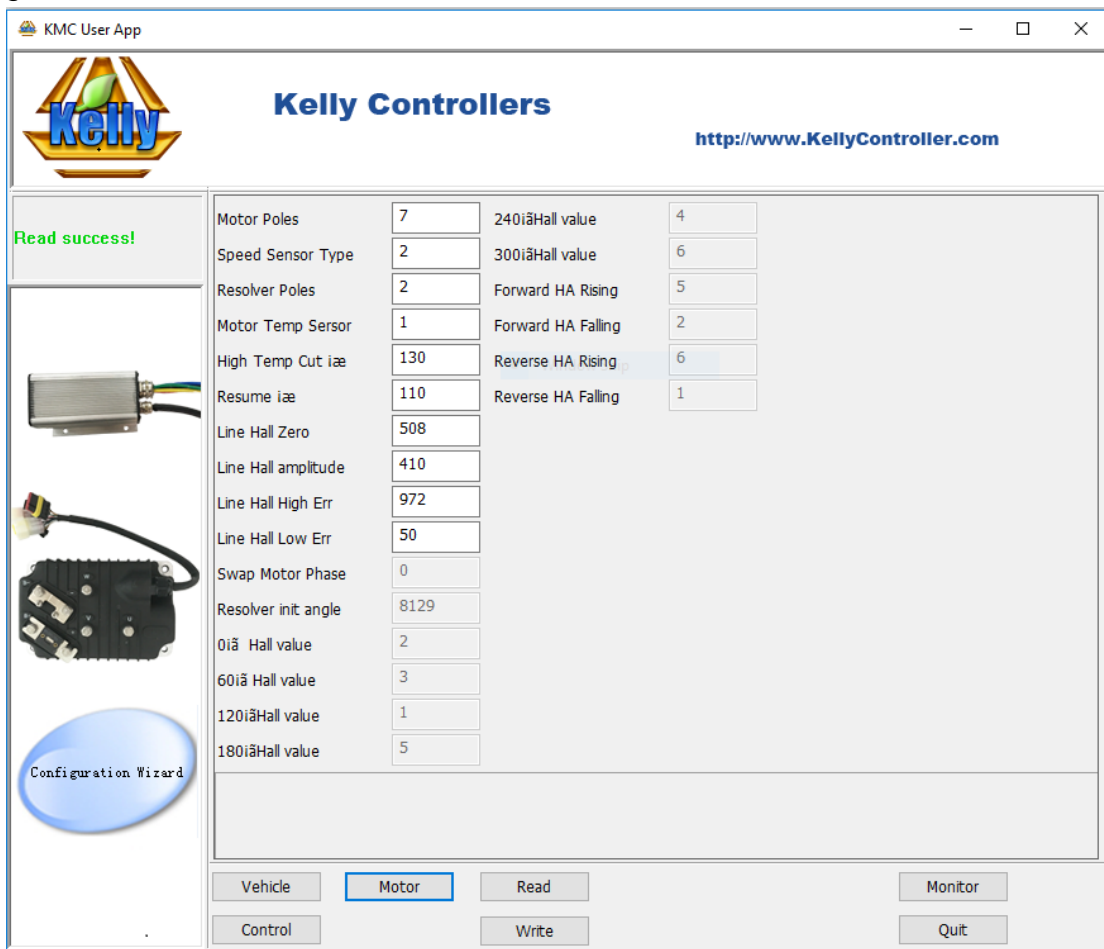 KMC User App
Kelly
Kelly Controllers
http://www.KellyController.com
Read success!
Motor Poles 7 240iãHall value 4
Speed Sensor Type 2 300iãHall value 6
Resolver Poles 2 Forward HA Rising 5
Motor Temp Sersor 1 Forward HA Falling 2
High Temp Cut iæ 130 Reverse HA Rising 6
Resume iæ 110 Reverse HA Falling 1
Line Hall Zero 508
Line Hall amplitude 410
Line Hall High Err 972
Line Hall Low Err 50
Swap Motor Phase 0
Resolver init angle 8129
0iã Hall value 2
60iã Hall value 3
120iãHall value 1
180iãHall value 5
Configuration Wizard
Vehicle Motor Read Monitor
Control Write Quit